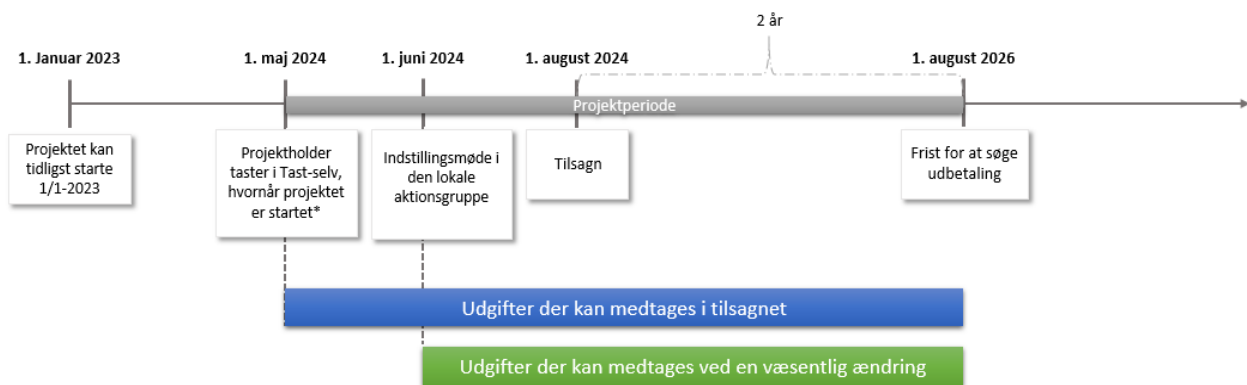 2 år
1. Januar 2023
1. maj 2024
1. juni 2024
1. august 2024
1. august 2026
Projektperiode
Projektet kan
tidligst starte
1/1-2023
Projektholder
taster i Tast-selv,
hvornår projektet
er startet*
Indstillingsmøde i
den lokale
aktionsgruppe
Tilsagn
Frist for at søge
udbetaling
Udgifter der kan medtages i tilsagnet
Udgifter der kan medtages ved en væsentlig ændring